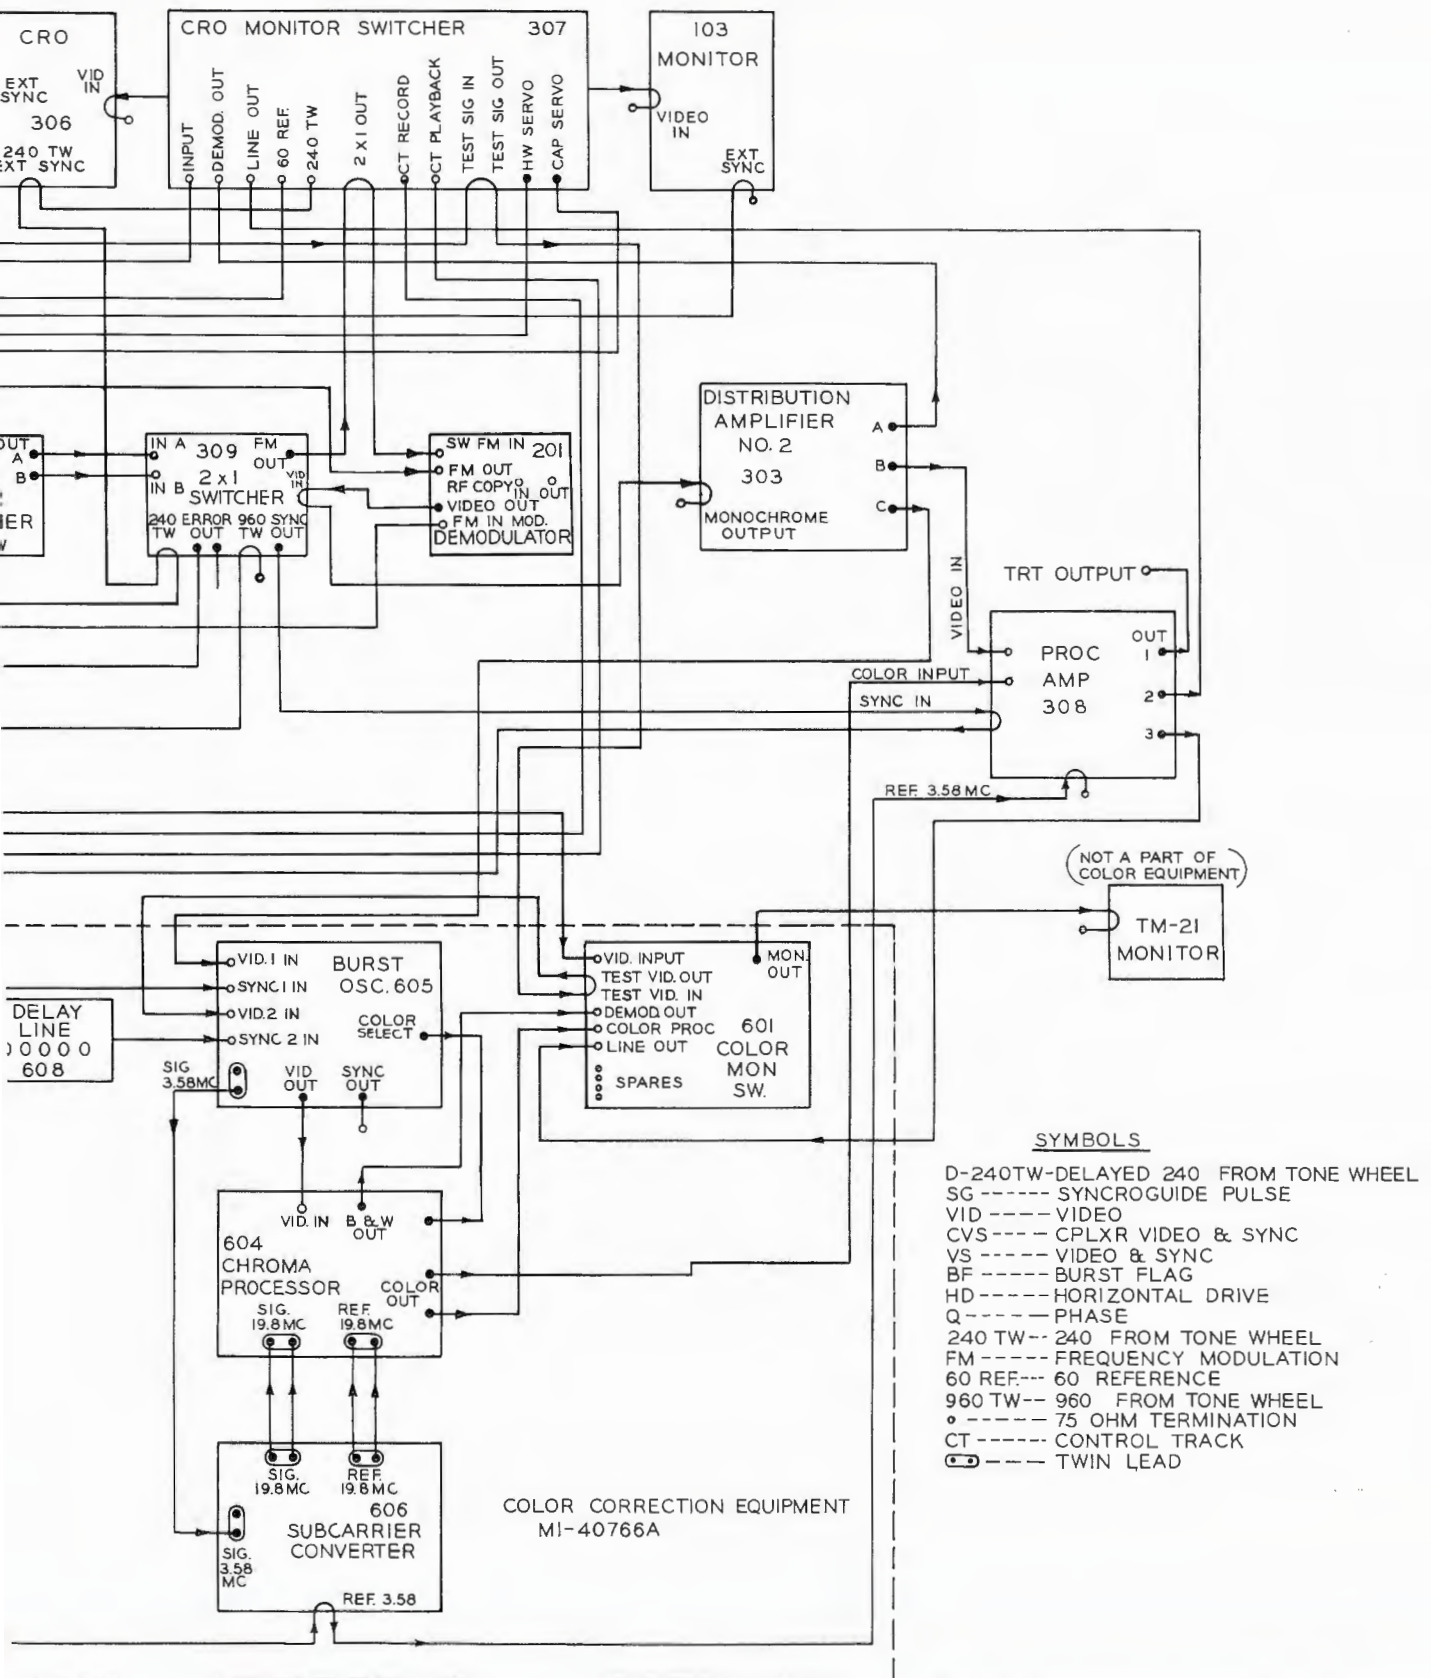 CRO
EXT
SYNC
VID
IN
306
240 TW
EXT SYNC
CRO MONITOR SWITCHER 307
INPUT
DEMOD. OUT
LINE OUT
60 REF.
240 TW
2 X 1 OUT
CT RECORD
CT PLAYBACK
TEST SIG IN
TEST SIG OUT
HW SERVO
CAP SERVO
103
MONITOR
VIDEO
IN
EXT
SYNC
OUT
A
B
IN A 309 FM
OUT
2 x 1
IN B SWITCHER
VID
IN
240 ERROR 960 SYNC
TW OUT TW OUT
SW FM IN 201
FM OUT
RF COPY IN OUT
VIDEO OUT
FM IN MOD.
DEMODULATOR
DISTRIBUTION
AMPLIFIER
NO. 2
303
A
B
C
MONOCHROME
OUTPUT
VIDEO IN
TRT OUTPUT
PROC
AMP
308
OUT
1
2
3
COLOR INPUT
SYNC IN
REF. 3.58 MC
(NOT A PART OF
COLOR EQUIPMENT)
TM-21
MONITOR
DELAY
LINE
00000
608
VID. 1 IN BURST
OSC. 605
SYNC 1 IN
VID. 2 IN
SYNC 2 IN
COLOR
SELECT
SIG
3.58MC
VID
OUT
SYNC
OUT
VID. INPUT
TEST VID. OUT
TEST VID. IN
DEMOD. OUT
COLOR PROC
LINE OUT
SPARES
MON.
OUT
601
COLOR
MON
SW.
VID. IN
B & W
OUT
604
CHROMA
PROCESSOR
COLOR
OUT
SIG.
19.8MC
REF.
19.8MC
SIG.
19.8MC
REF.
19.8MC
606
SUBCARRIER
CONVERTER
SIG.
3.58
MC
REF. 3.58
COLOR CORRECTION EQUIPMENT
MI-40766A
SYMBOLS
D-240TW-DELAYED 240 FROM TONE WHEEL
SG ------ SYNCROGUIDE PULSE
VID ---- VIDEO
CVS---- CPLXR VIDEO & SYNC
VS ----- VIDEO & SYNC
BF ----- BURST FLAG
HD ----- HORIZONTAL DRIVE
Q ----- PHASE
240 TW-- 240 FROM TONE WHEEL
FM ----- FREQUENCY MODULATION
60 REF.--- 60 REFERENCE
960 TW-- 960 FROM TONE WHEEL
----- 75 OHM TERMINATION
CT ------ CONTROL TRACK
---- TWIN LEAD